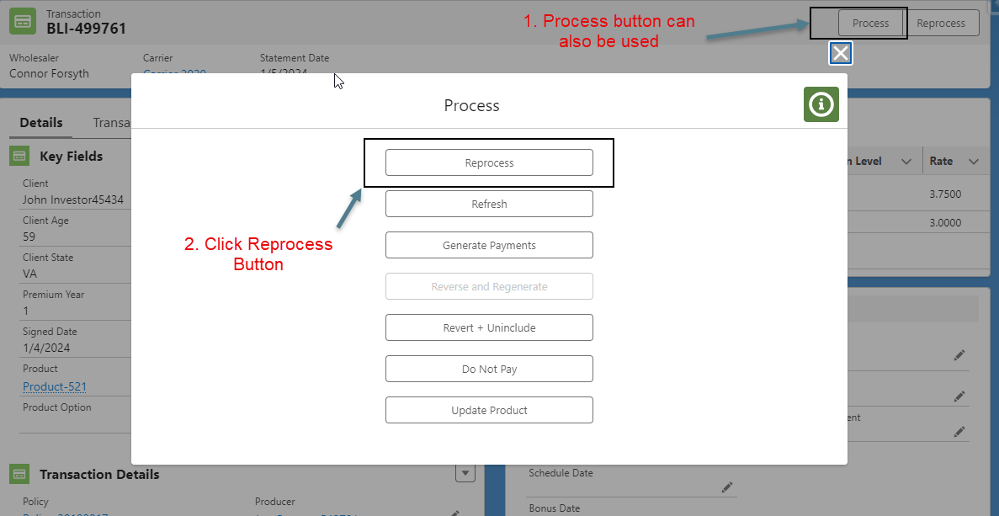 Transaction
BLI-499761
1. Process button can
also be used
Process
Reprocess
Wholesaler
Carrier
Statement Date
Connor Forsyth
Carrier 2020
1/5/2024
Details
Transa
Process
Key Fields
Client
John Investor45434
Client Age
59
Client State
VA
Premium Year
1
Signed Date
1/4/2024
Product
Product-521
Product Option
Reprocess
Refresh
Generate Payments
Reverse and Regenerate
Revert + Uninclude
Do Not Pay
Update Product
2. Click Reprocess
Button
n Level
Rate
3.7500
3.0000
ent
Transaction Details
Policy
Producer
Schedule Date
Bonus Date